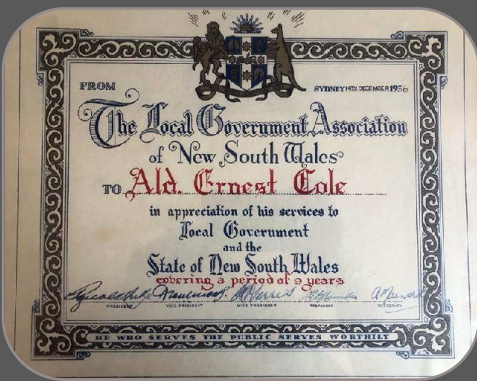 FROM
SYDNEY 14TH DECEMBER 1956
The Local Government Association
of New South Wales
TO Ald. Ernest Cole
in appreciation of his services to
Local Government
and the
State of New South Wales
covering a period of 9 years
PRESIDENT VICE PRESIDENT VICE PRESIDENT TREASURER SECRETARY
HE WHO SERVES THE PUBLIC SERVES WORTHILY